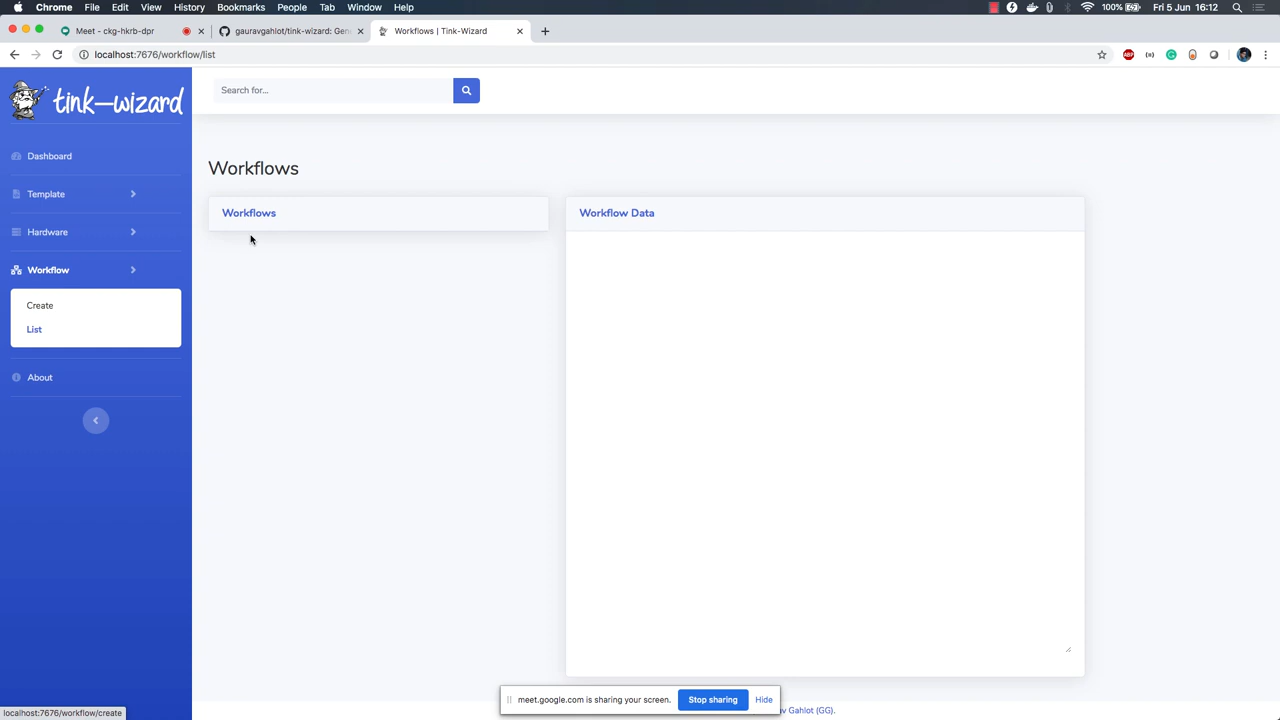 Chrome File Edit View History Bookmarks People Tab Window Help 100% Fri 5 Jun 16:12
Meet - ckg-hkrb-dpr
gauravgahlot/tink-wizard: Gene
Workflows | Tink-Wizard
localhost:7676/workflow/list
ABP
tink-wizard
Search for...
Dashboard
Template
Hardware
Workflow
Create
List
About
Workflows
Workflows
Workflow Data
meet.google.com is sharing your screen. Stop sharing Hide
Gahlot (GG).
localhost:7676/workflow/create